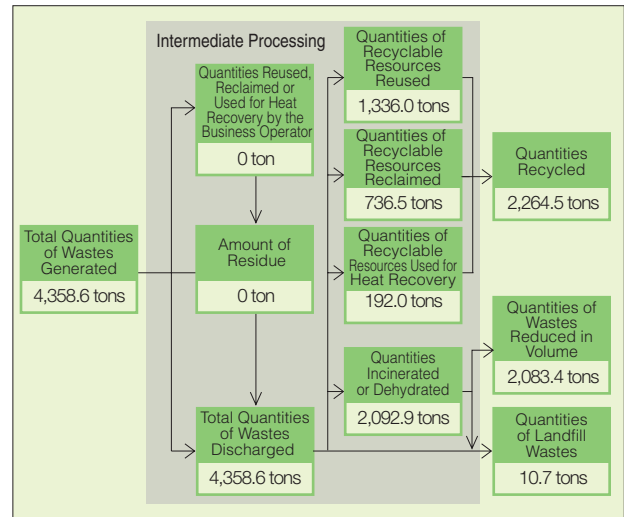 Intermediate Processing
Quantities Reused,
Reclaimed or
Used for Heat
Recovery by the
Business Operator
0 ton
Quantities of
Recyclable
Resources
Reused
1,336.0 tons
Quantities of
Recyclable
Resources
Reclaimed
736.5 tons
Quantities
Recycled
2,264.5 tons
Total Quantities
of Wastes
Generated
4,358.6 tons
Amount of
Residue
0 ton
Quantities of
Recyclable
Resources Used for
Heat Recovery
192.0 tons
Quantities of
Wastes
Reduced in
Volume
2,083.4 tons
Quantities
Incinerated
or Dehydrated
2,092.9 tons
Total Quantities
of Wastes
Discharged
4,358.6 tons
Quantities
of Landfill
Wastes
10.7 tons